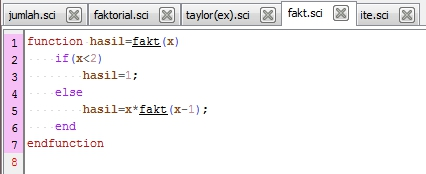 jumlah.sci faktorial.sci taylor(ex).sci fakt.sci ite.sci
1 function hasil=fakt(x)
2 if(x<2)
3 hasil=1;
4 else
5 hasil=x*fakt(x-1);
6 end
7 endfunction
8